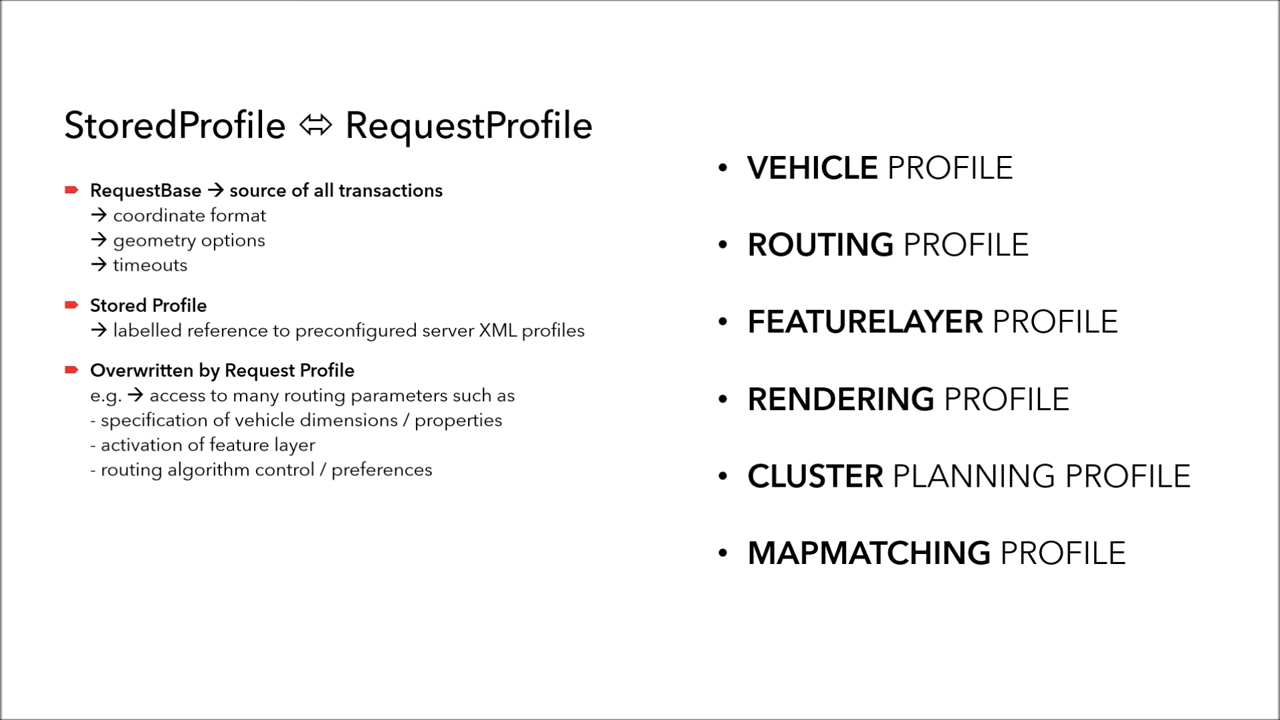 StoredProfile ⬄ RequestProfile
RequestBase → source of all transactions
→ coordinate format
→ geometry options
→ timeouts
Stored Profile
→ labelled reference to preconfigured server XML profiles
Overwritten by Request Profile
e.g. → access to many routing parameters such as
- specification of vehicle dimensions / properties
- activation of feature layer
- routing algorithm control / preferences
• VEHICLE PROFILE
• ROUTING PROFILE
• FEATURELAYER PROFILE
• RENDERING PROFILE
• CLUSTER PLANNING PROFILE
• MAPMATCHING PROFILE